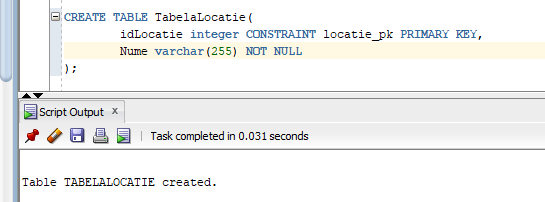 CREATE TABLE TabelaLocatie(
idLocatie integer CONSTRAINT locatie_pk PRIMARY KEY,
Nume varchar(255) NOT NULL
);
Script Output x
Task completed in 0.031 seconds
Table TABELALOCATIE created.